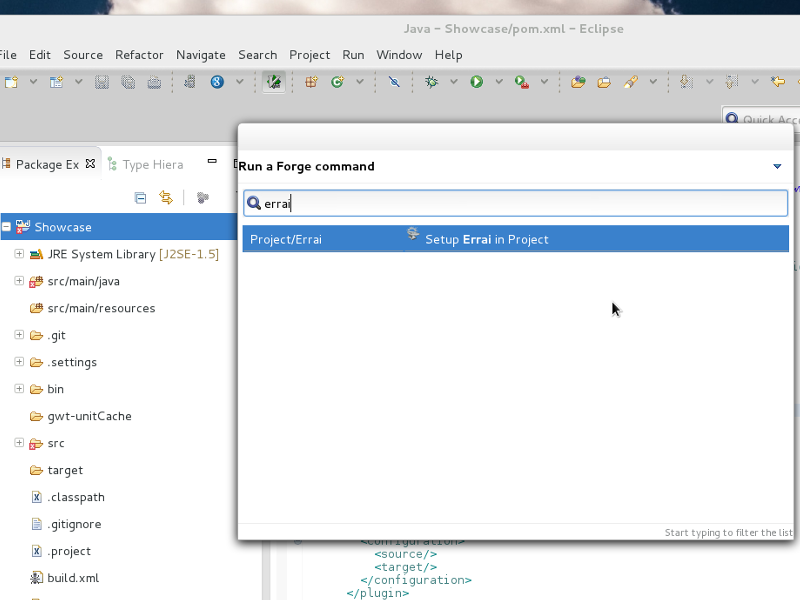 Java - Showcase/pom.xml - Eclipse
File Edit Source Refactor Navigate Search Project Run Window Help
Quick Acce
Package Ex
Type Hiera
Run a Forge command
errai
Project/Errai Setup Errai in Project
Start typing to filter the list
Showcase
JRE System Library [J2SE-1.5]
src/main/java
src/main/resources
.git
.settings
bin
gwt-unitCache
src
target
.classpath
.gitignore
.project
build.xml
<configuration>
<source/>
<target/>
</configuration>
</plugin>